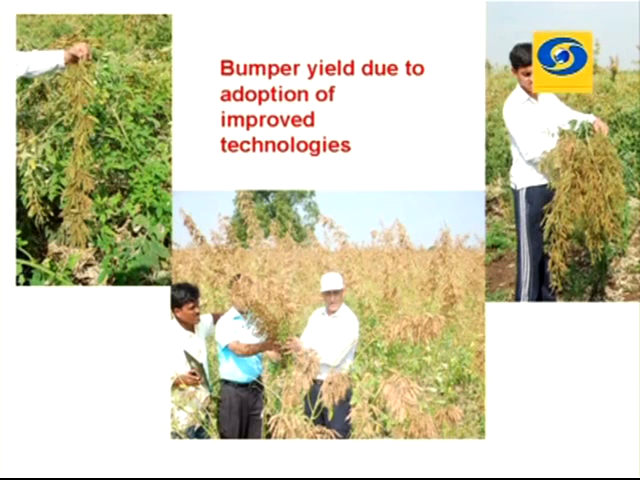 Bumper yield due to
adoption of
improved
technologies